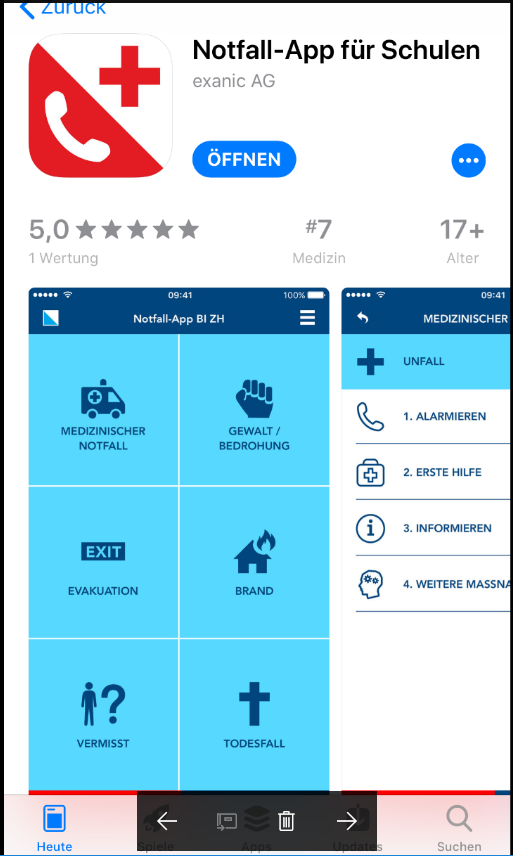 Zurück
Notfall-App für Schulen
exanic AG
ÖFFNEN
5,0
#7
17+
1 Wertung
Medizin
Alter
09:41
100%
Notfall-App BI ZH
MEDIZINISCHER
NOTFALL
GEWALT /
BEDROHUNG
EXIT
EVAKUATION
BRAND
VERMISST
TODESFALL
09:41
MEDIZINISCHER
UNFALL
1. ALARMIEREN
2. ERSTE HILFE
3. INFORMIEREN
4. WEITERE MASSNA
Heute
Spiele
Apps
Updates
Suchen